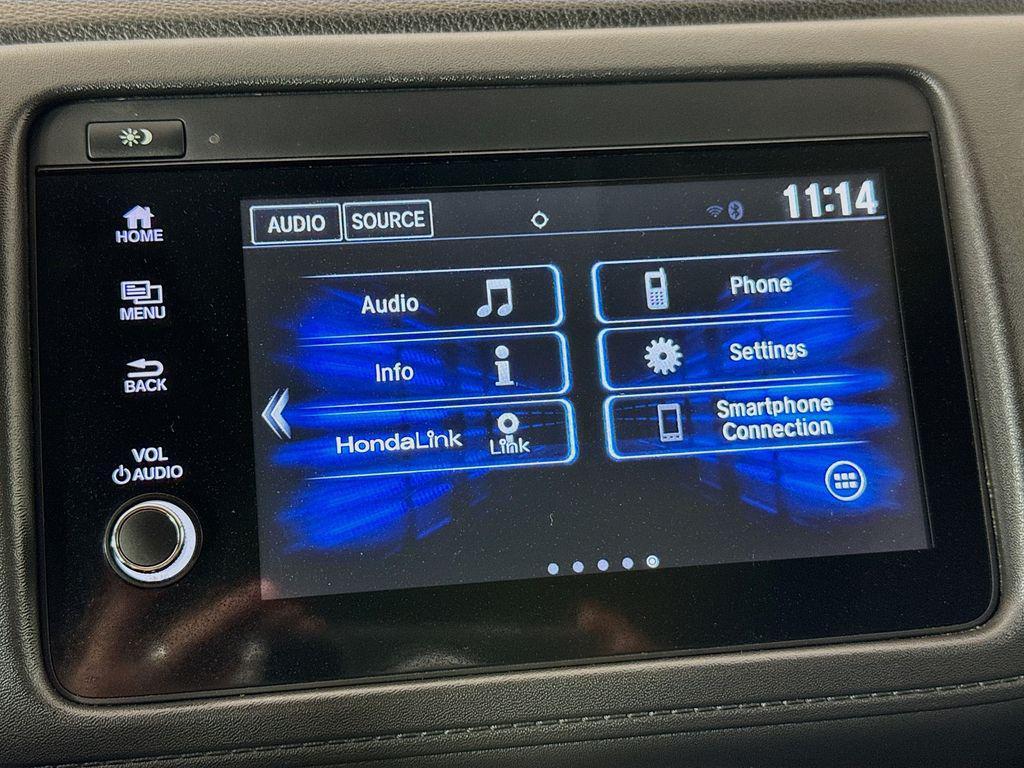 HOME
MENU
BACK
VOL
AUDIO
AUDIO SOURCE 11:14
Audio
Phone
Info
Settings
HondaLink
Link
Smartphone
Connection